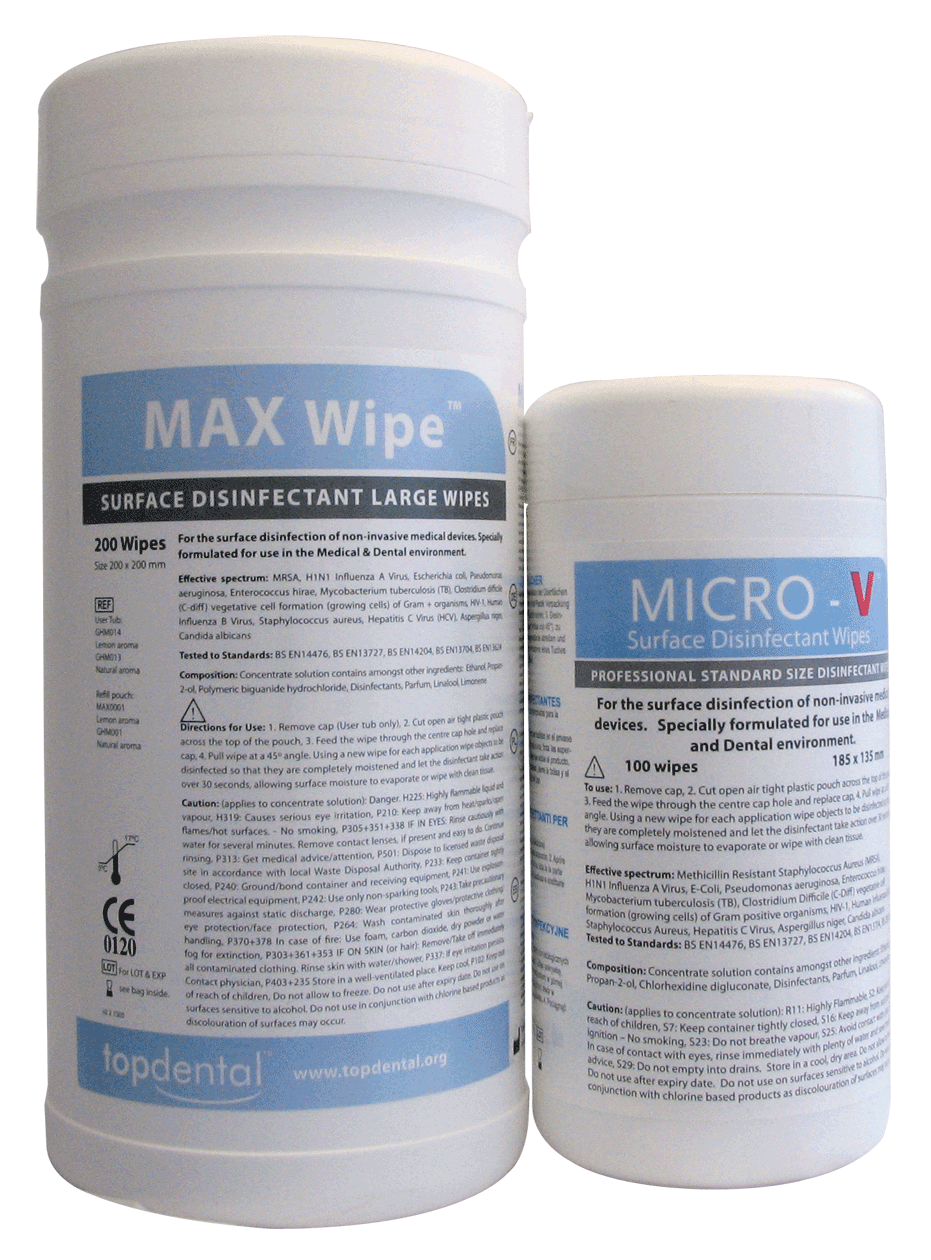 MAX Wipe™
SURFACE DISINFECTANT LARGE WIPES
200 Wipes
Size 200 x 200 mm
For the surface disinfection of non-invasive medical devices. Specially
formulated for use in the Medical & Dental environment.
Effective spectrum: MRSA, H1N1 Influenza A Virus, Escherichia coli, Pseudomonas
aeruginosa, Enterococcus hirae, Mycobacterium tuberculosis (TB), Clostridium difficile
(C-diff) vegetative cell formation (growing cells) of Gram + organisms, HIV-1, Human
Influenza B Virus, Staphylococcus aureus, Hepatitis C Virus (HCV), Aspergillus niger,
Candida albicans
Tested to Standards: BS EN14476, BS EN13727, BS EN14204, BS EN13704, BS EN13624
Composition: Concentrate solution contains amongst other ingredients: Ethanol, Propan-
2-ol, Polymeric biguanide hydrochloride, Disinfectants, Parfum, Linalool, Limonene
Directions for Use: 1. Remove cap (User tub only), 2. Cut open air tight plastic pouch
across the top of the pouch, 3. Feed the wipe through the centre cap hole and replace
cap, 4. Pull wipe at a 45° angle. Using a new wipe for each application wipe objects to be
disinfected so that they are completely moistened and let the disinfectant take action
over 30 seconds, allowing surface moisture to evaporate or wipe with clean tissue.
Caution: (applies to concentrate solution): Danger. H225: Highly flammable liquid and
vapour, H319: Causes serious eye irritation, P210: Keep away from heat/sparks/open
flames/hot surfaces. - No smoking, P305+351+338 IF IN EYES: Rinse cautiously with
water for several minutes. Remove contact lenses, if present and easy to do. Continue
rinsing, P313: Get medical advice/attention, P501: Dispose to licensed waste disposal
site in accordance with local Waste Disposal Authority, P233: Keep container tightly
closed, P240: Ground/bond container and receiving equipment, P241: Use explosion
proof electrical equipment, P242: Use only non-sparking tools, P243: Take precautionary
measures against static discharge, P280: Wear protective gloves/protective clothing/
eye protection/face protection, P264: Wash contaminated skin thoroughly after
handling, P370+378 In case of fire: Use foam, carbon dioxide, dry powder or water
fog for extinction, P303+361+353 IF ON SKIN (or hair): Remove/Take off immediately
all contaminated clothing. Rinse skin with water/shower, P337: If eye irritation persists,
Contact physician, P403+235 Store in a well-ventilated place. Keep cool, P102: Keep out
of reach of children, Do not allow to freeze. Do not use after expiry date. Do not use on
surfaces sensitive to alcohol. Do not use in conjunction with chlorine based products as
discolouration of surfaces may occur.
REF
User Tub:
GHM014
Lemon aroma
GHM013
Natural aroma
Refill pouch:
MAX0001
Lemon aroma
GHM001
Natural aroma
17°C
CE
0120
LOT For LOT & EXP
see bag inside.
topdental™ www.topdental.org
MICRO - V
Surface Disinfectant Wipes
PROFESSIONAL STANDARD SIZE DISINFECTANT
For the surface disinfection of non-invasive
devices. Specially formulated for use in the
and Dental environment.
100 wipes 185 x 135 mm
To use: 1. Remove cap, 2. Cut open air tight plastic pouch across the top of
3. Feed the wipe through the centre cap hole and replace cap, 4. Pull wipe
angle. Using a new wipe for each application wipe objects to be
they are completely moistened and let the disinfectant take action over
allowing surface moisture to evaporate or wipe with clean tissue.
Effective spectrum: Methicillin Resistant Staphylococcus Aureus (MRSA),
H1N1 Influenza A Virus, E-Coli, Pseudomonas aeruginosa, Enterococcus
Mycobacterium tuberculosis (TB), Clostridium Difficile (C-Diff) vegetative
formation (growing cells) of Gram positive organisms, HIV-1, Human
Staphylococcus Aureus, Hepatitis C Virus, Aspergillus niger, Candida
Tested to Standards: BS EN14476, BS EN13727, BS EN14204,
Composition: Concentrate solution contains amongst other ingredients:
Propan-2-ol, Chlorhexidine digluconate, Disinfectants, Parfum, Linalool,
Caution: (applies to concentrate solution): R11: Highly Flammable, S2:
reach of children, S7: Keep container tightly closed, S16: Keep away from
Ignition – No smoking, S23: Do not breathe vapour, S25: Avoid contact
In case of contact with eyes, rinse immediately with plenty of water and
advice, S29: Do not empty into drains. Store in a cool, dry area. Do not
Do not use after expiry date. Do not use on surfaces sensitive to alcohol.
conjunction with chlorine based products as discolouration of surfaces